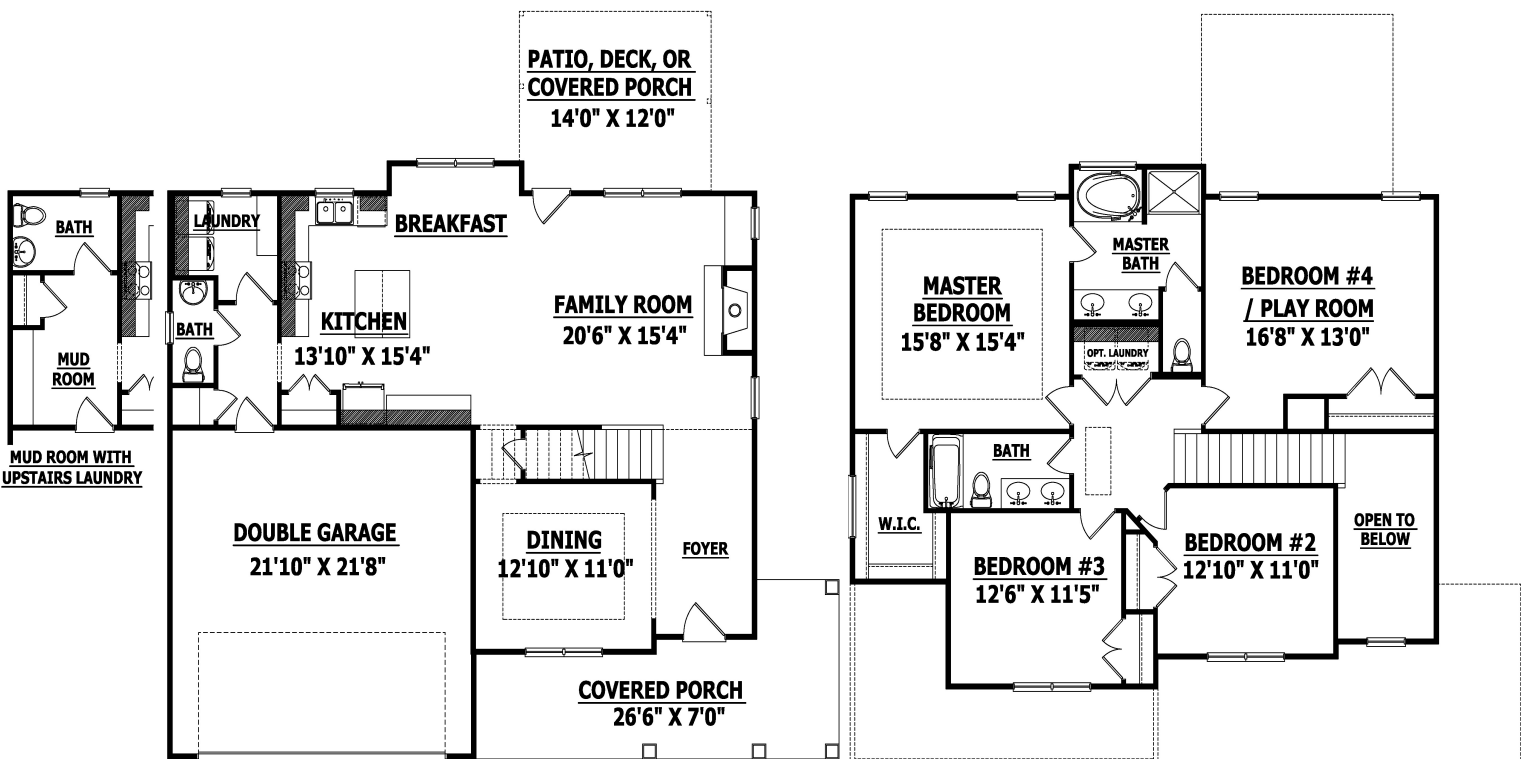 PATIO, DECK, OR
COVERED PORCH
14'0" X 12'0"
BATH
MUD
ROOM
MUD ROOM WITH
UPSTAIRS LAUNDRY
LAUNDRY
BATH
BREAKFAST
KITCHEN
13'10" X 15'4"
FAMILY ROOM
20'6" X 15'4"
DOUBLE GARAGE
21'10" X 21'8"
DINING
12'10" X 11'0"
FOYER
COVERED PORCH
26'6" X 7'0"
MASTER
BEDROOM
15'8" X 15'4"
MASTER
BATH
OPT. LAUNDRY
BEDROOM #4
/ PLAY ROOM
16'8" X 13'0"
BATH
W.I.C.
BEDROOM #3
12'6" X 11'5"
BEDROOM #2
12'10" X 11'0"
OPEN TO
BELOW